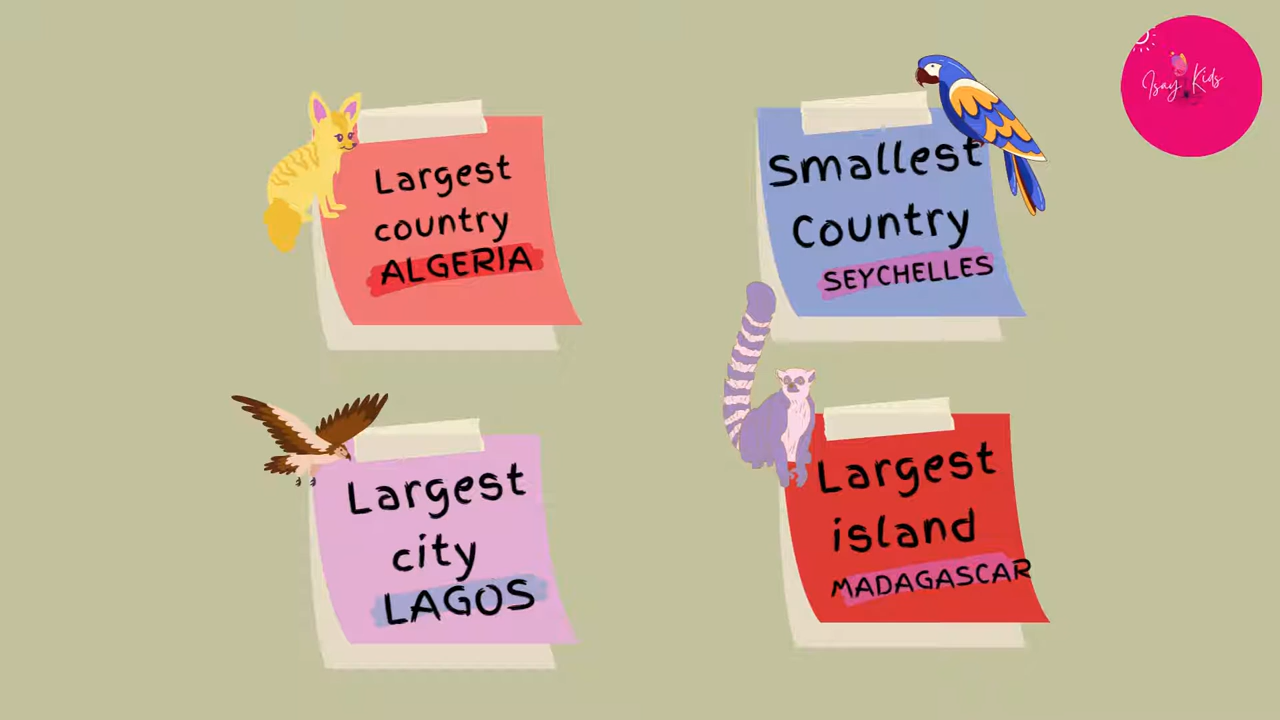 Largest
country
ALGERIA
Smallest
Country
SEYCHELLES
Largest
city
LAGOS
Largest
island
MADAGASCAR
Isay Kids